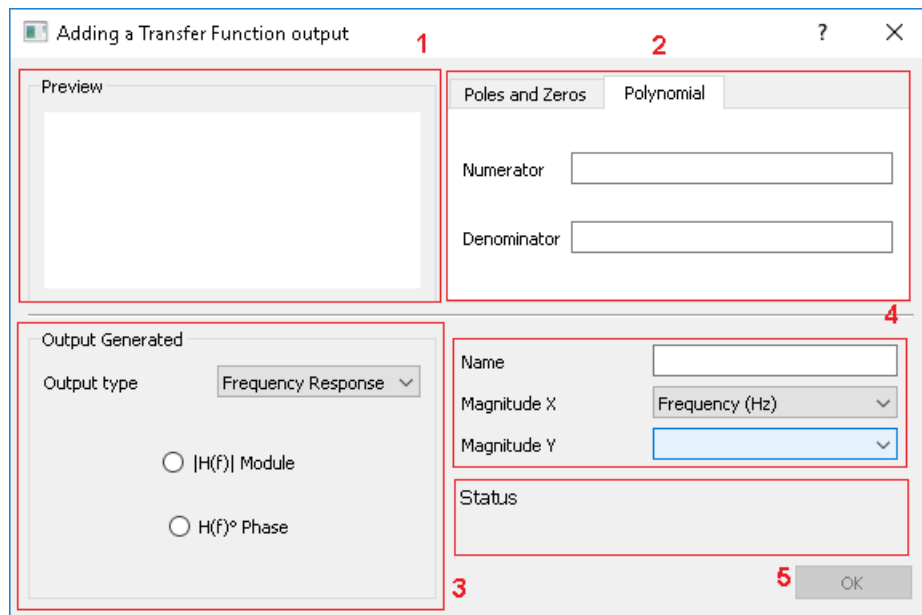 Adding a Transfer Function output
?
1
2
Preview
Poles and Zeros
Polynomial
Numerator
Denominator
4
Output Generated
Output type
Frequency Response
|H(f)| Module
H(f)º Phase
3
Name
Magnitude X
Frequency (Hz)
Magnitude Y
Status
5
OK